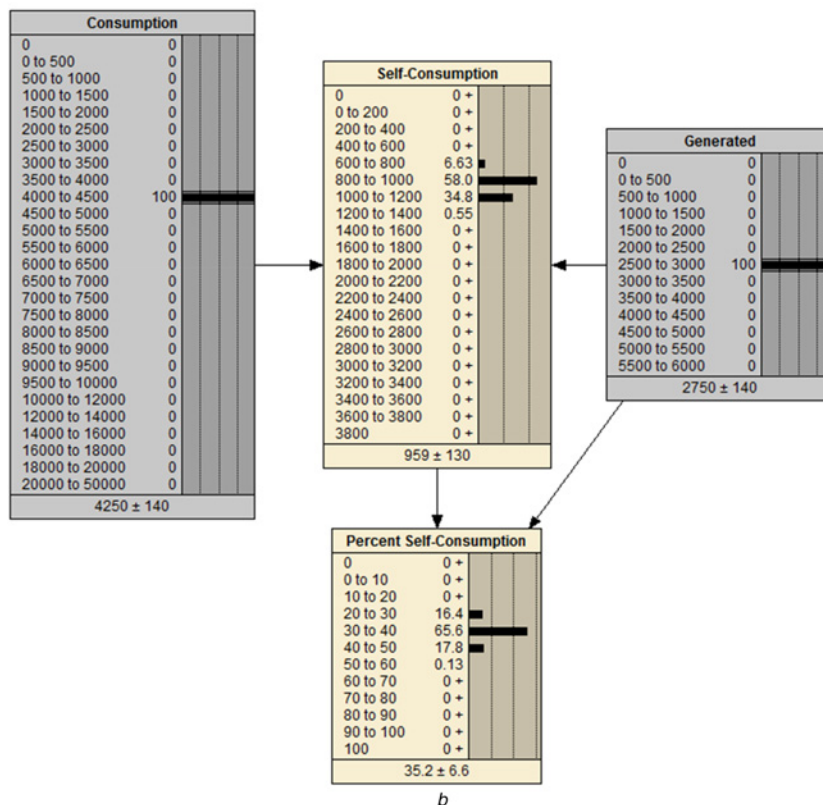 Consumption
0 0
0 to 500 0
500 to 1000 0
1000 to 1500 0
1500 to 2000 0
2000 to 2500 0
2500 to 3000 0
3000 to 3500 0
3500 to 4000 0
4000 to 4500 100
4500 to 5000 0
5000 to 5500 0
5500 to 6000 0
6000 to 6500 0
6500 to 7000 0
7000 to 7500 0
7500 to 8000 0
8000 to 8500 0
8500 to 9000 0
9000 to 9500 0
9500 to 10000 0
10000 to 12000 0
12000 to 14000 0
14000 to 16000 0
16000 to 18000 0
18000 to 20000 0
20000 to 50000 0
4250 ± 140
Self-Consumption
0 0 +
0 to 200 0 +
200 to 400 0 +
400 to 600 0 +
600 to 800 6.63
800 to 1000 58.0
1000 to 1200 34.8
1200 to 1400 0.55
1400 to 1600 0 +
1600 to 1800 0 +
1800 to 2000 0 +
2000 to 2200 0 +
2200 to 2400 0 +
2400 to 2600 0 +
2600 to 2800 0 +
2800 to 3000 0 +
3000 to 3200 0 +
3200 to 3400 0 +
3400 to 3600 0 +
3600 to 3800 0 +
3800 0 +
959 ± 130
Generated
0 0
0 to 500 0
500 to 1000 0
1000 to 1500 0
1500 to 2000 0
2000 to 2500 0
2500 to 3000 100
3000 to 3500 0
3500 to 4000 0
4000 to 4500 0
4500 to 5000 0
5000 to 5500 0
5500 to 6000 0
2750 ± 140
Percent Self-Consumption
0 0 +
0 to 10 0 +
10 to 20 0 +
20 to 30 16.4
30 to 40 65.6
40 to 50 17.8
50 to 60 0.13
60 to 70 0 +
70 to 80 0 +
80 to 90 0 +
90 to 100 0 +
100 0 +
35.2 ± 6.6
b